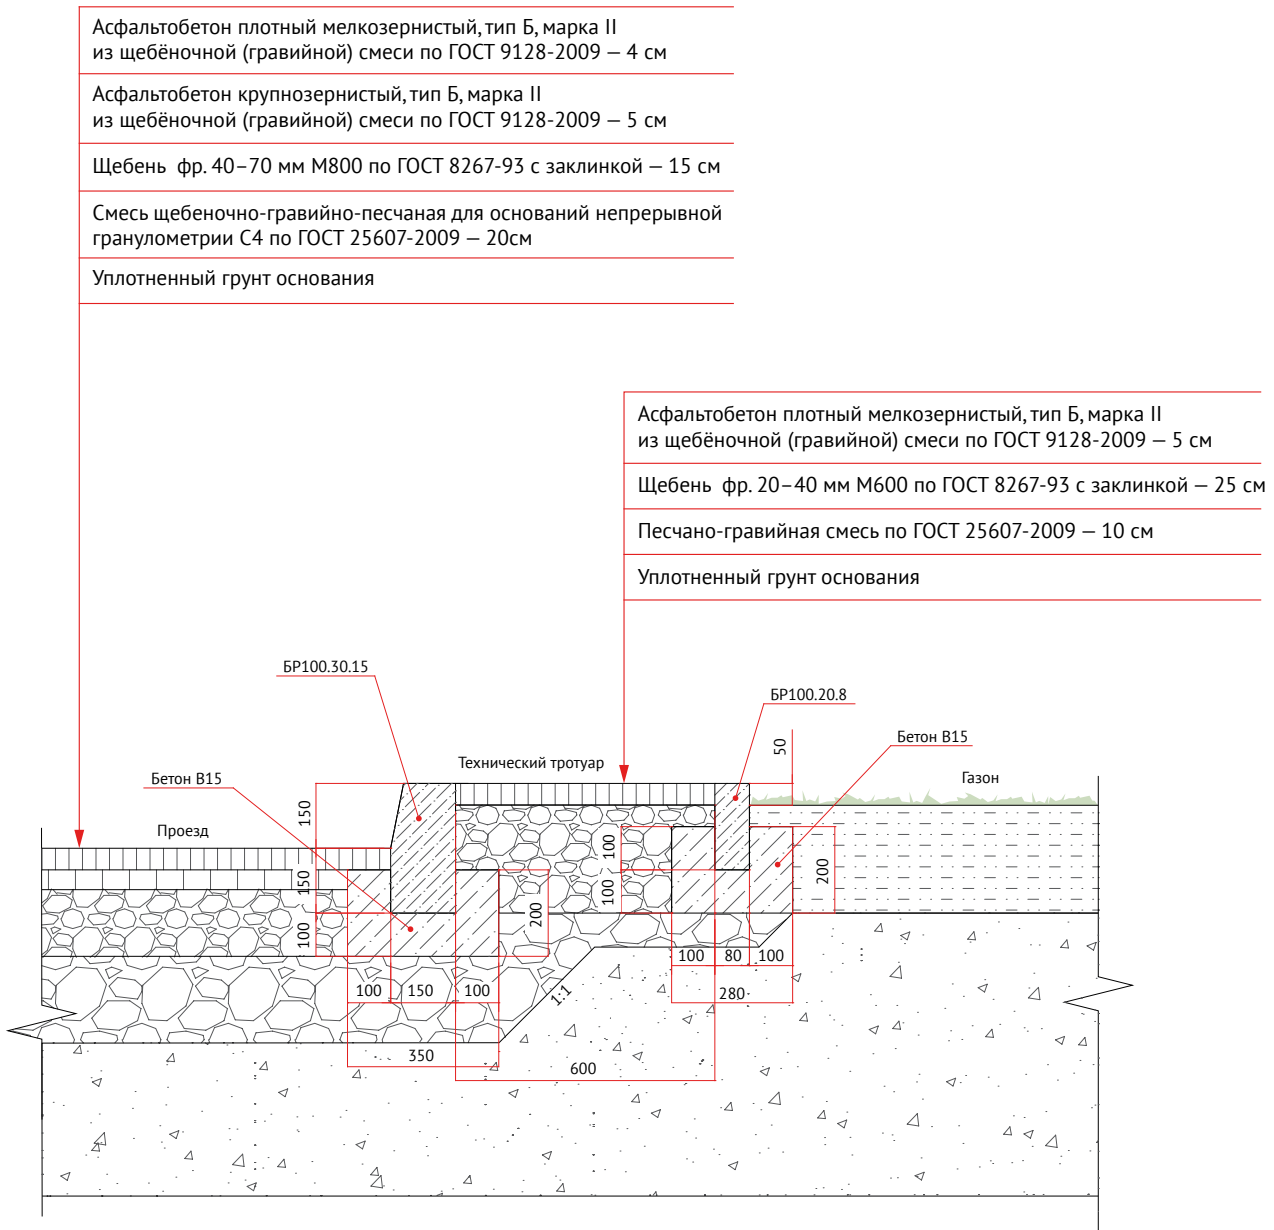 Асфальтобетон плотный мелкозернистый, тип Б, марка II
из щебёночной (гравийной) смеси по ГОСТ 9128-2009 — 4 см
Асфальтобетон крупнозернистый, тип Б, марка II
из щебёночной (гравийной) смеси по ГОСТ 9128-2009 — 5 см
Щебень фр. 40–70 мм М800 по ГОСТ 8267-93 с заклинкой — 15 см
Смесь щебеночно-гравийно-песчаная для оснований непрерывной
гранулометрии С4 по ГОСТ 25607-2009 — 20см
Уплотненный грунт основания
Асфальтобетон плотный мелкозернистый, тип Б, марка II
из щебёночной (гравийной) смеси по ГОСТ 9128-2009 — 5 см
Щебень фр. 20–40 мм М600 по ГОСТ 8267-93 с заклинкой — 25 см
Песчано-гравийная смесь по ГОСТ 25607-2009 — 10 см
Уплотненный грунт основания
БР100.30.15
БР100.20.8
Бетон В15
50
Технический тротуар
Бетон В15
Газон
150
Проезд
100
150
200
100
200
100
100 80 100
100 150 100
280
1:1
350
600